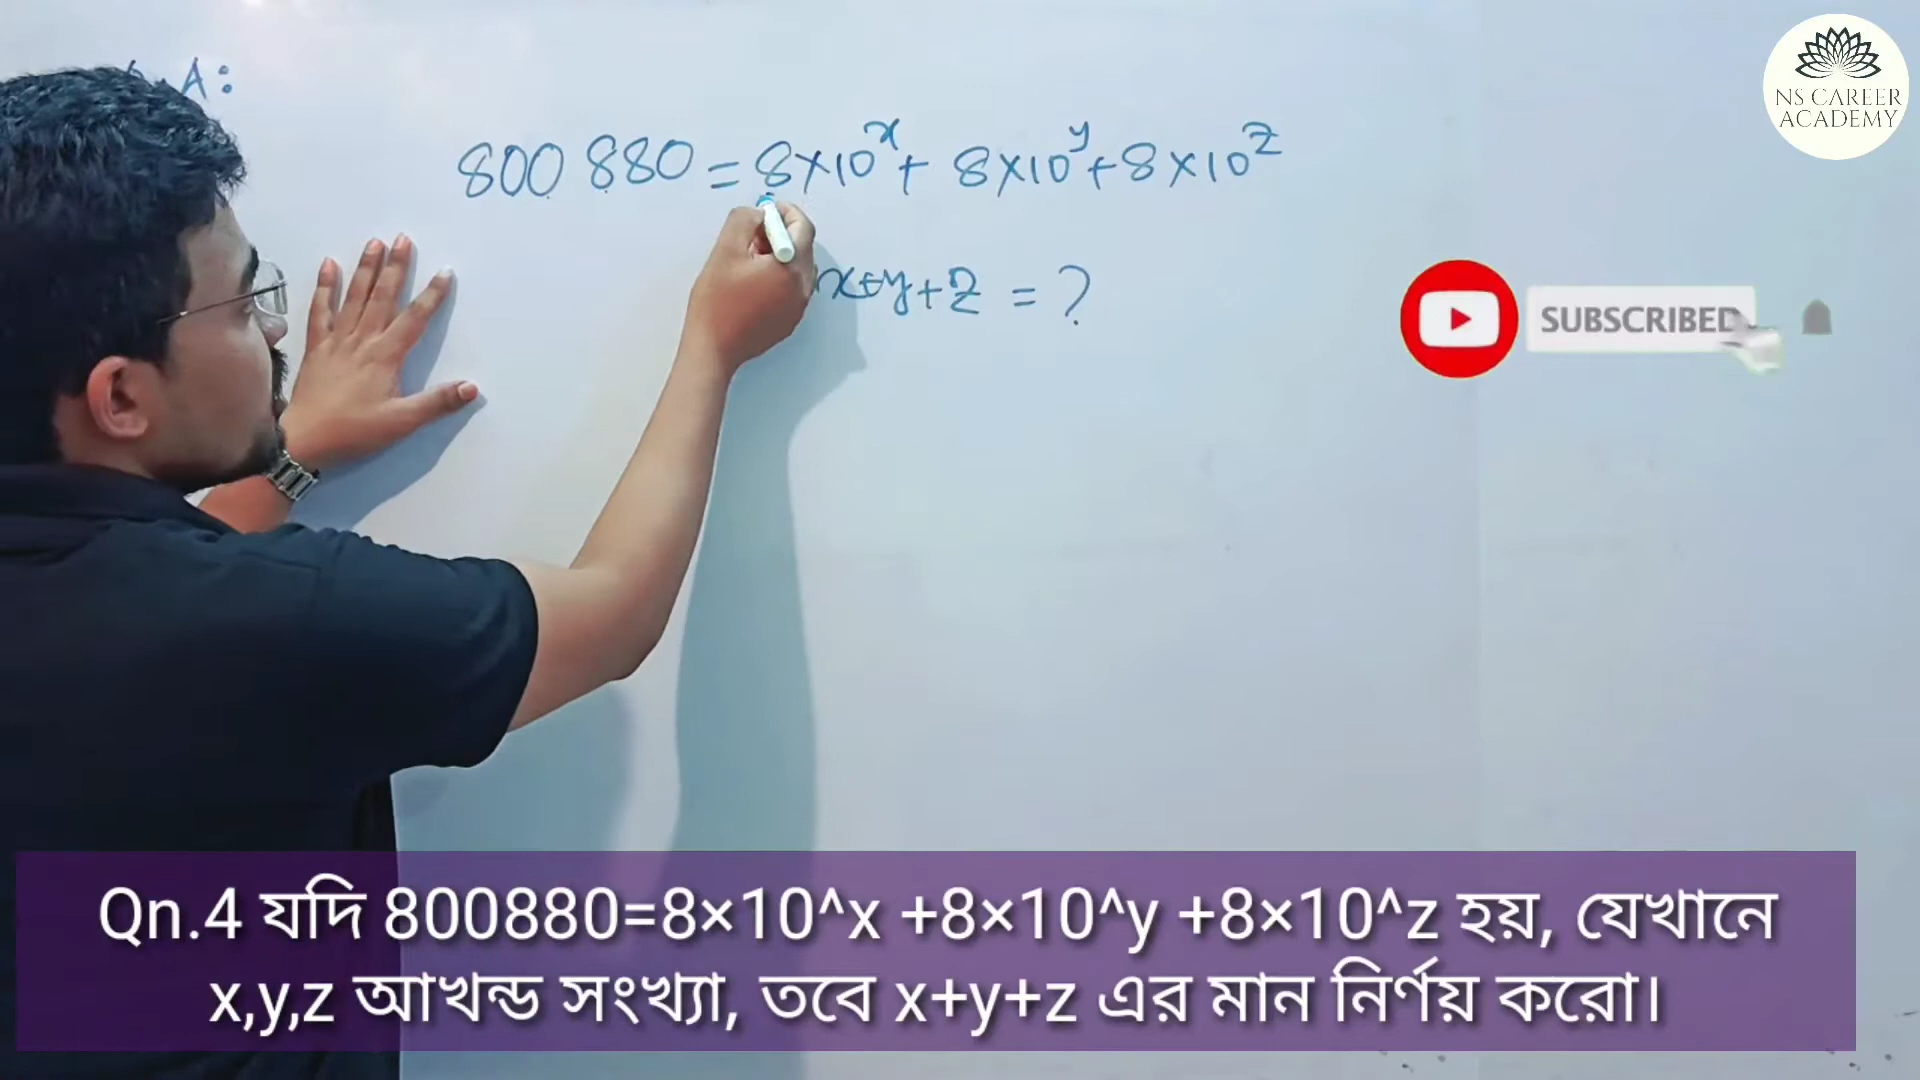 A:
NS CAREER
ACADEMY
800 880 = 8×10^x + 8×10^y + 8×10^z
x+y+z = ?
SUBSCRIBED
Qn.4 যদি 800880=8×10^x +8×10^y +8×10^z হয়, যেখানে
x,y,z আখন্ড সংখ্যা, তবে x+y+z এর মান নির্ণয় করো।